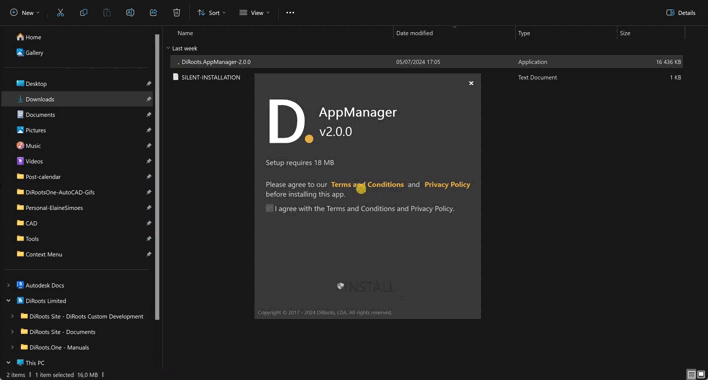 New
Sort
View
Details
Home
Gallery
Desktop
Downloads
Documents
Pictures
Music
Videos
Post-calendar
DiRootsOne-AutoCAD-Gifs
Personal-ElaineSimoes
CAD
Tools
Context Menu
Autodesk Docs
DiRoots Limited
DiRoots Site - DiRoots Custom Development
DiRoots Site - Documents
DiRoots.One - Manuals
This PC
Name Date modified Type Size
Last week
DiRoots.AppManager-2.0.0 05/07/2024 17:05 Application 16 436 KB
SILENT-INSTALLATION Text Document 1 KB
D.
AppManager
v2.0.0
Setup requires 18 MB
Please agree to our Terms and Conditions and Privacy Policy
before installing this app.
I agree with the Terms and Conditions and Privacy Policy.
INSTALL
Copyright © 2017 - 2024 DiRoots, LDA. All rights reserved.
2 items 1 item selected 16,0 MB